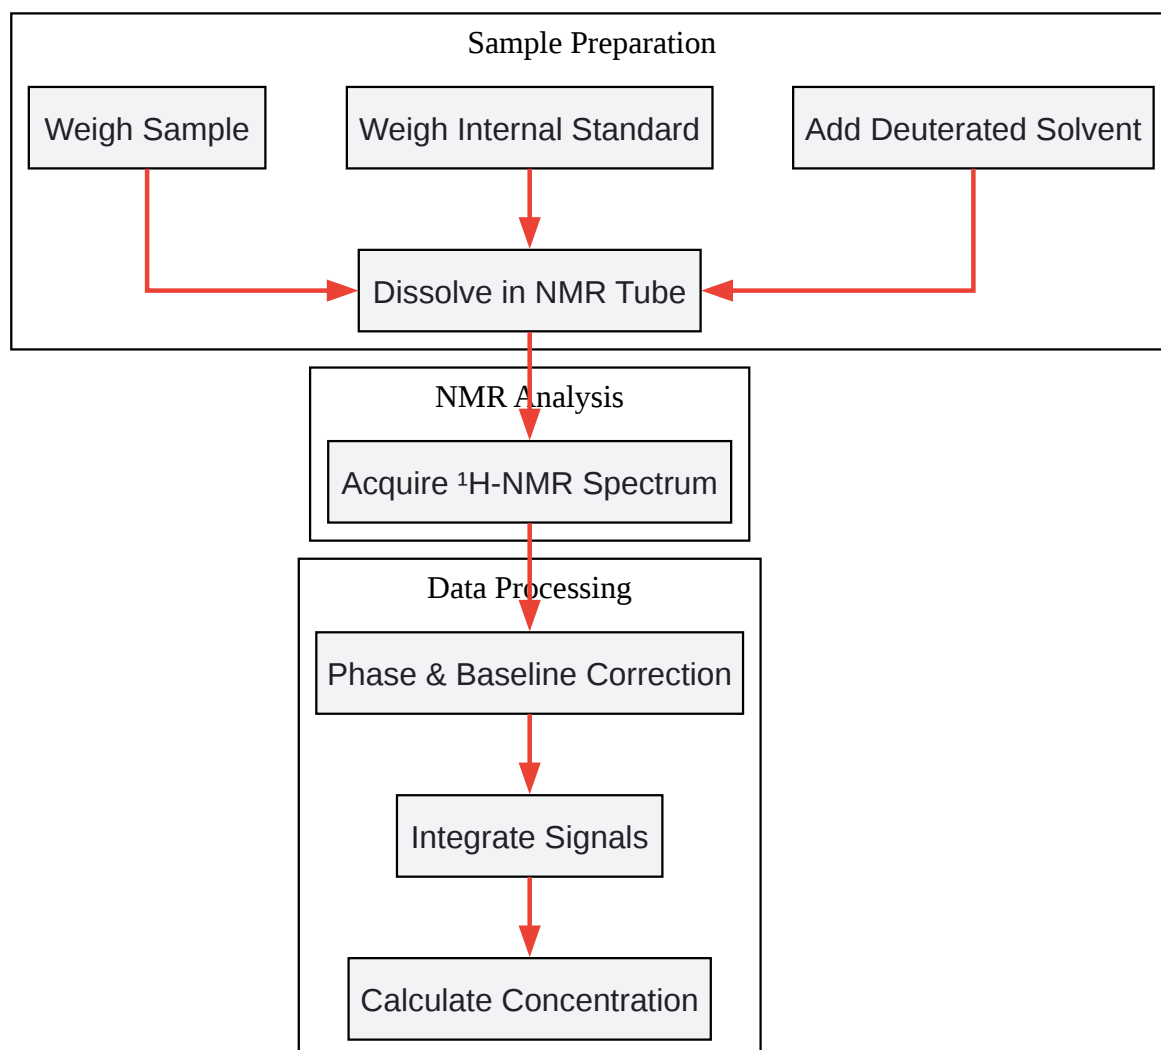 Sample Preparation
Weigh Sample
Weigh Internal Standard
Add Deuterated Solvent
Dissolve in NMR Tube
NMR Analysis
Acquire ¹H-NMR Spectrum
Data Processing
Phase & Baseline Correction
Integrate Signals
Calculate Concentration